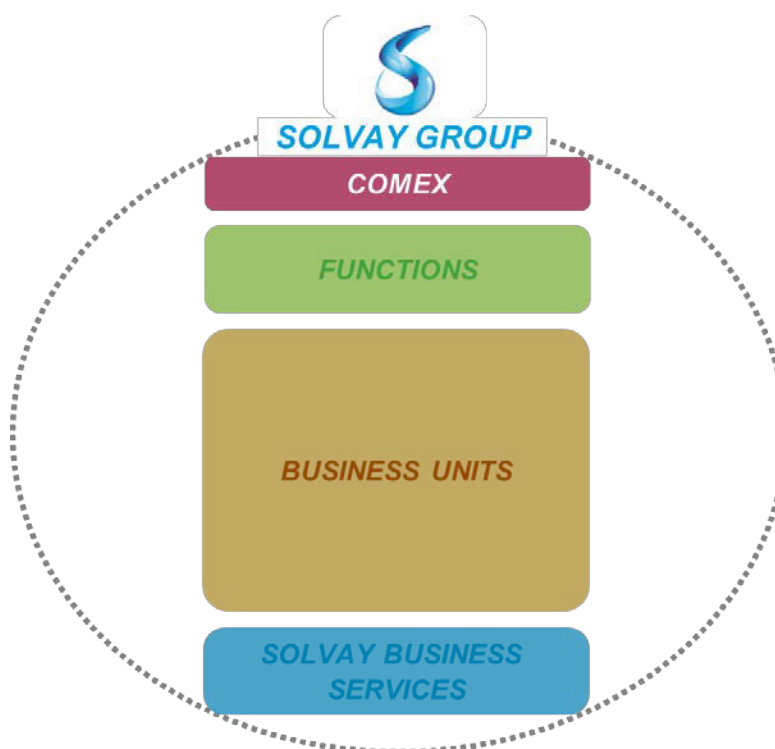 SOLVAY GROUP
COMEX
FUNCTIONS
BUSINESS UNITS
SOLVAY BUSINESS
SERVICES